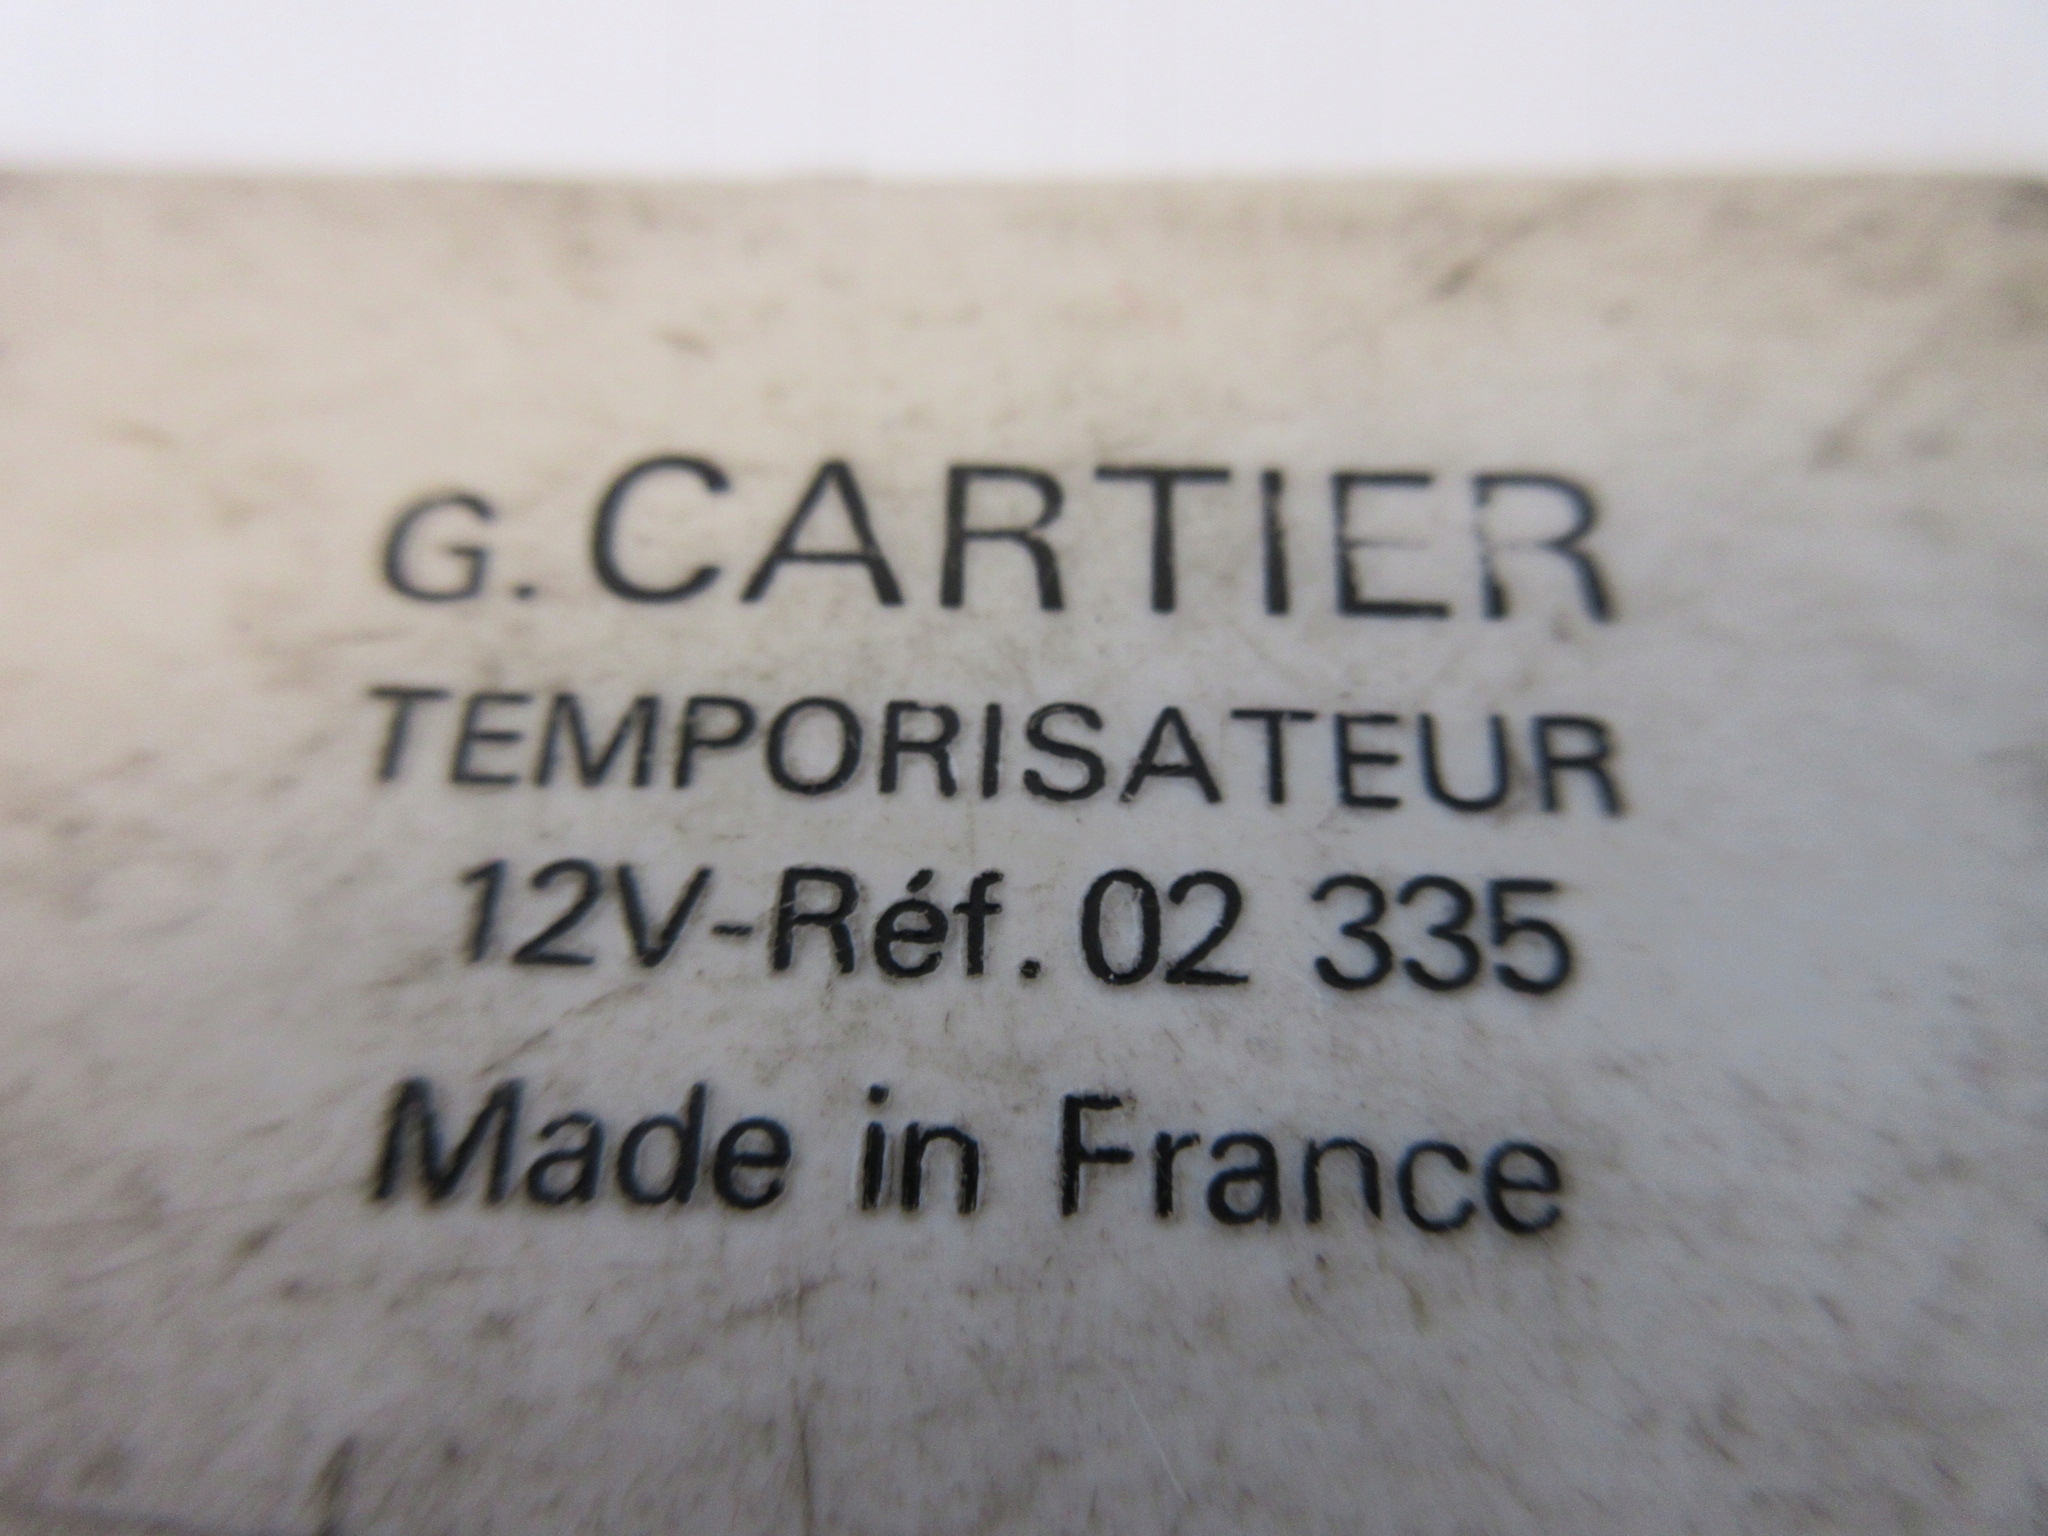 G. CARTIER
TEMPORISATEUR
12V-Réf. 02 335
Made in France